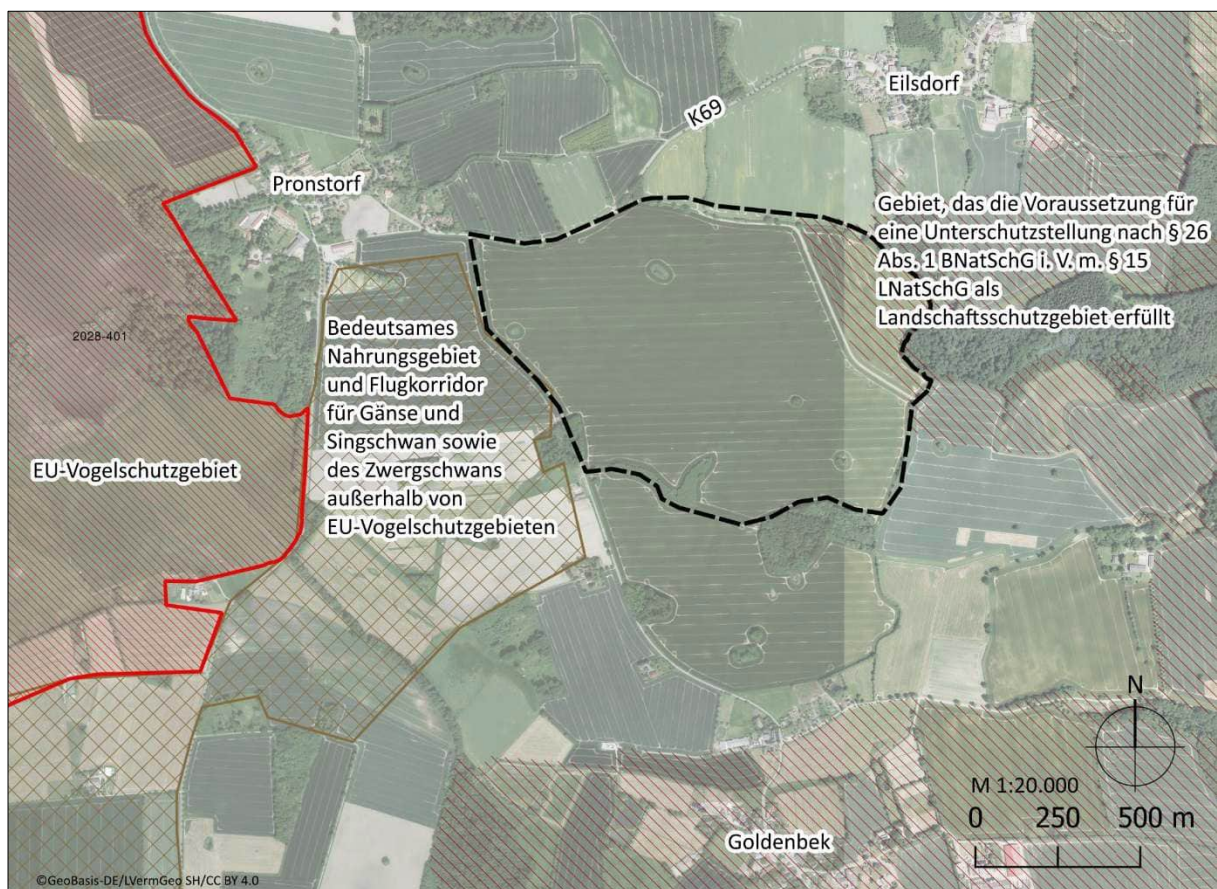 Eilsdorf
K69
Pronstorf
Gebiet, das die Voraussetzung für
eine Unterschutzstellung nach § 26
Abs. 1 BNatSchG i. V. m. § 15
LNatSchG als
Landschaftsschutzgebiet erfüllt
2028-401
Bedeutsames
Nahrungsgebiet
und Flugkorridor
für Gänse und
Singschwan sowie
des Zwergschwans
außerhalb von
EU-Vogelschutzgebieten
EU-Vogelschutzgebiet
N
M 1:20.000
0 250 500 m
Goldenbek
©GeoBasis-DE/LVermGeo SH/CC BY 4.0